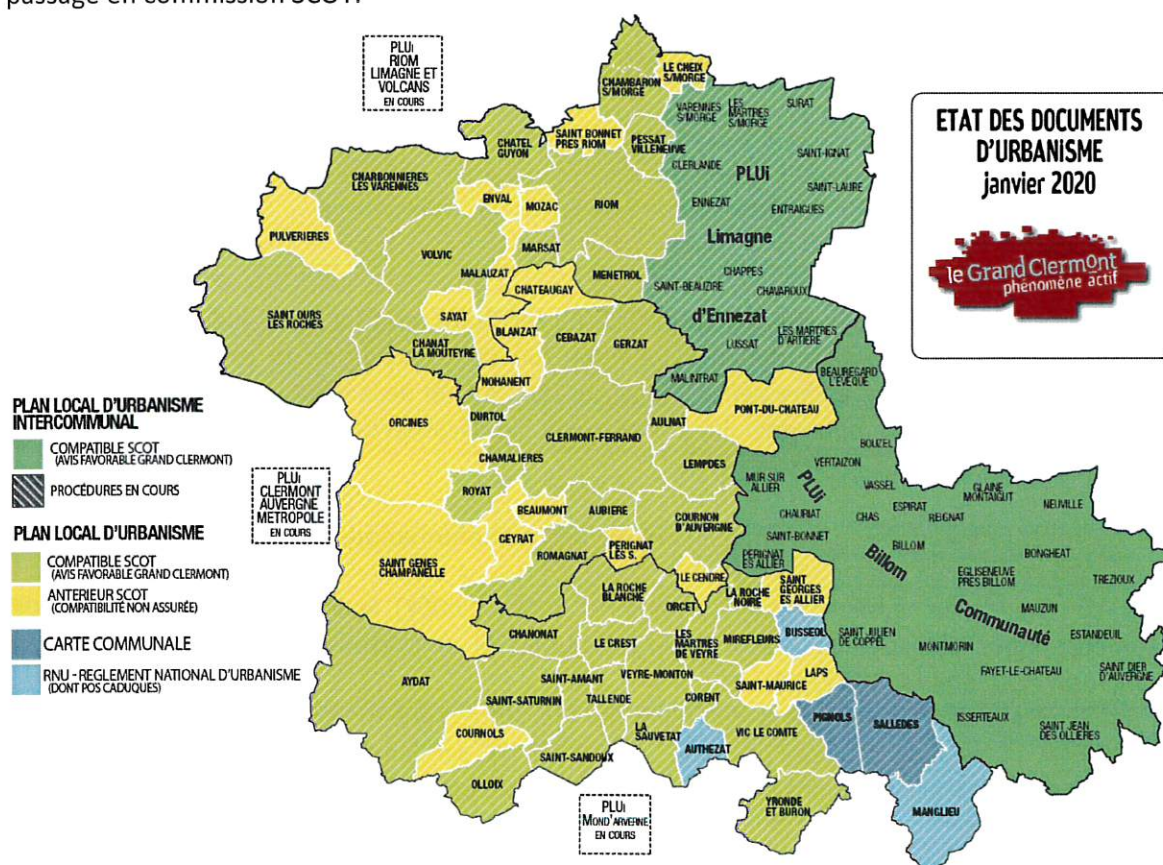 passage en commission SCOT.
PLUi
RIOM
LIMAGNE ET
VOLCANS
EN COURS
ETAT DES DOCUMENTS
D'URBANISME
janvier 2020
le Grand Clermont
phénomène actif
CHAMBARON
S/MORGE
LE CHEIX
S/MORGE
VARENNES
S/MORGE
LES
MARTRES
S/MORGE
SURAT
CHATEL
GUYON
SAINT BONNET
PRES RIOM
PESSAT
VILLENEUVE
CLERLANDE
PLUi
SAINT-IGNAT
CHARBONNIERES
LES VARENNES
ENVAL
MOZAC
RIOM
ENNEZAT
SAINT-LAURE
ENTRAIGUES
PULVERIERES
VOLVIC
MARSAT
Limagne
MALAUZAT
MENETROL
CHAPPES
CHATEAUGAY
SAINT-BEAUZIRE
CHAVAROUX
SAINT OURS
LES ROCHES
SAYAT
BLANZAT
CEBAZAT
GERZAT
d'Ennezat
CHANAT
LA MOUTEYRE
LUSSAT
LES MARTRES
D'ARTIERE
NOHANENT
MALINTRAT
BEAUREGARD
L'EVEQUE
ORCINES
DURTOL
CLERMONT-FERRAND
AULNAT
PONT-DU-CHATEAU
CHAMALIERES
LEMPDES
BOUZEL
VERTAIZON
ROYAT
MUR SUR
ALLIER
PLUi
VASSEL
GLAINE
MONTAIGUT
NEUVILLE
BEAUMONT
AUBIERE
COURNON
D'AUVERGNE
CHAURIAT
CHAS
ESPIRAT
REIGNAT
CEYRAT
PERIGNAT
LES S.
SAINT-BONNET
BILLOM
BONGHEAT
SAINT GENES
CHAMPANELLE
ROMAGNAT
PERIGNAT
ES ALLIER
Billom
EGLISENEUVE
PRES BILLOM
TREZIOUX
LE CENDRE
SAINT
GEORGES
ES ALLIER
LA ROCHE
BLANCHE
ORCET
LA ROCHE
NOIRE
MAUZUN
Communauté
CHANONAT
LE CREST
LES
MARTRES
DE VEYRE
MIREFLEURS
BUSSEOL
SAINT JULIEN
DE COPPEL
ESTANDEUIL
MONTMORIN
AYDAT
SAINT-AMANT
VEYRE-MONTON
LAPS
FAYET-LE-CHATEAU
SAINT DIER
D'AUVERGNE
SAINT-SATURNIN
TALLENDE
CORENT
SAINT-MAURICE
PIGNOLS
SALLEDES
ISSERTEAUX
SAINT JEAN
DES OLLIERES
COURNOLS
LA
SAUVETAT
AUTHEZAT
VIC LE COMTE
SAINT-SANDOUX
OLLOIX
YRONDE
ET BURON
MANGLIEU
PLAN LOCAL D'URBANISME
INTERCOMMUNAL
COMPATIBLE SCOT
(AVIS FAVORABLE GRAND CLERMONT)
PROCÉDURES EN COURS
PLAN LOCAL D'URBANISME
COMPATIBLE SCOT
(AVIS FAVORABLE GRAND CLERMONT)
ANTERIEUR SCOT
(COMPATIBILITÉ NON ASSURÉE)
CARTE COMMUNALE
RNU - REGLEMENT NATIONAL D'URBANISME
(DONT POS CADUQUES)
PLUi
CLERMONT
AUVERGNE
METROPOLE
EN COURS
PLUi
MOND'ARVERNE
EN COURS